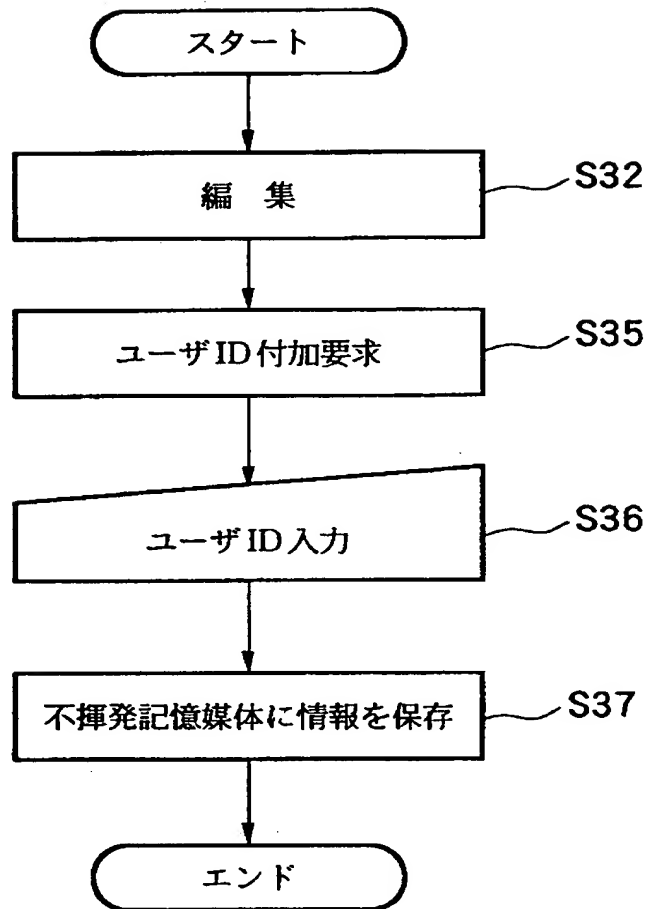 スタート
編 集
S32
ユーザID付加要求
S35
ユーザID入力
S36
不揮発記憶媒体に情報を保存
S37
エンド